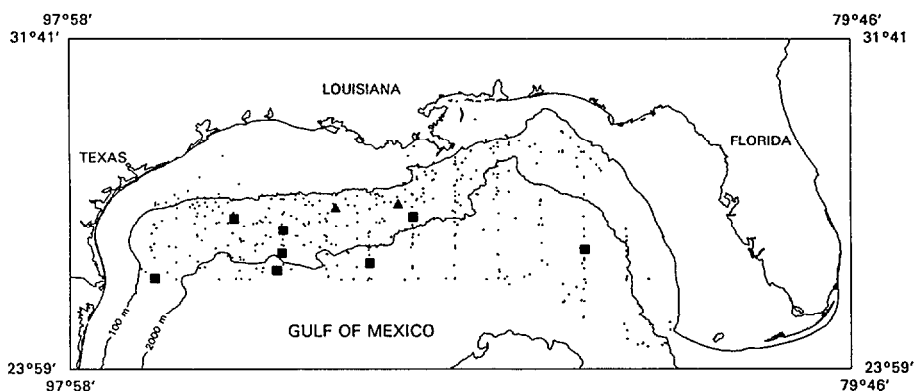 97°58′ 79°46′
31°41′ 31°41
LOUISIANA
FLORIDA
TEXAS
100 m
2000 m
GULF OF MEXICO
23°59′ 23°59′
97°58′ 79°46′